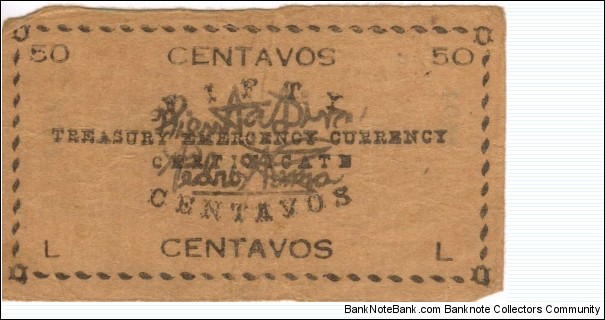 50 CENTAVOS 50
FIFTY
TREASURY EMERGENCY CURRENCY
CERTIFICATE
CENTAVOS
L CENTAVOS L
BanknoteBank.com Banknote Collectors Community